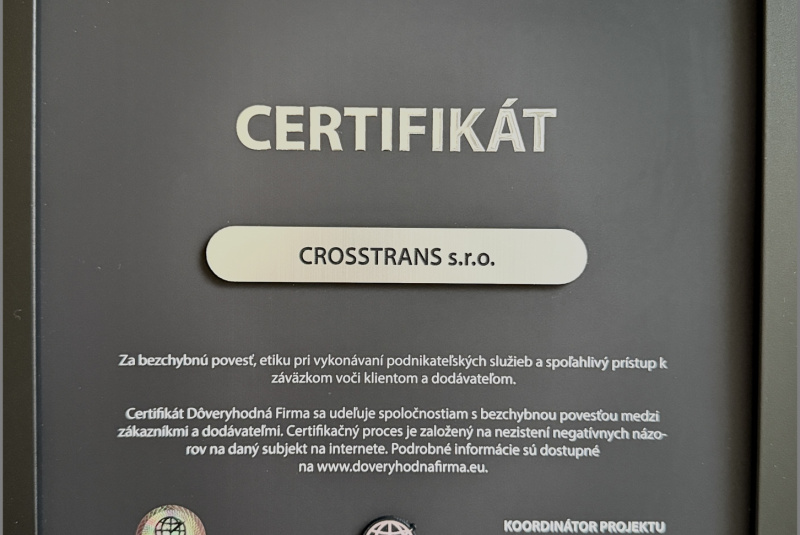 CERTIFIKÁT
CROSSTRANS s.r.o.
Za bezchybnú povesť, etiku pri vykonávaní podnikateľských služieb a spoľahlivý prístup k
záväzkom voči klientom a dodávateľom.
Certifikát Dôveryhodná Firma sa udeľuje spoločnostiam s bezchybnou povesťou medzi
zákazníkmi a dodávateľmi. Certifikačný proces je založený na nezistení negatívnych názo-
rov na daný subjekt na internete. Podrobné informácie sú dostupné
na www.doveryhodnafirma.eu.
KOORDINÁTOR PROJEKTU